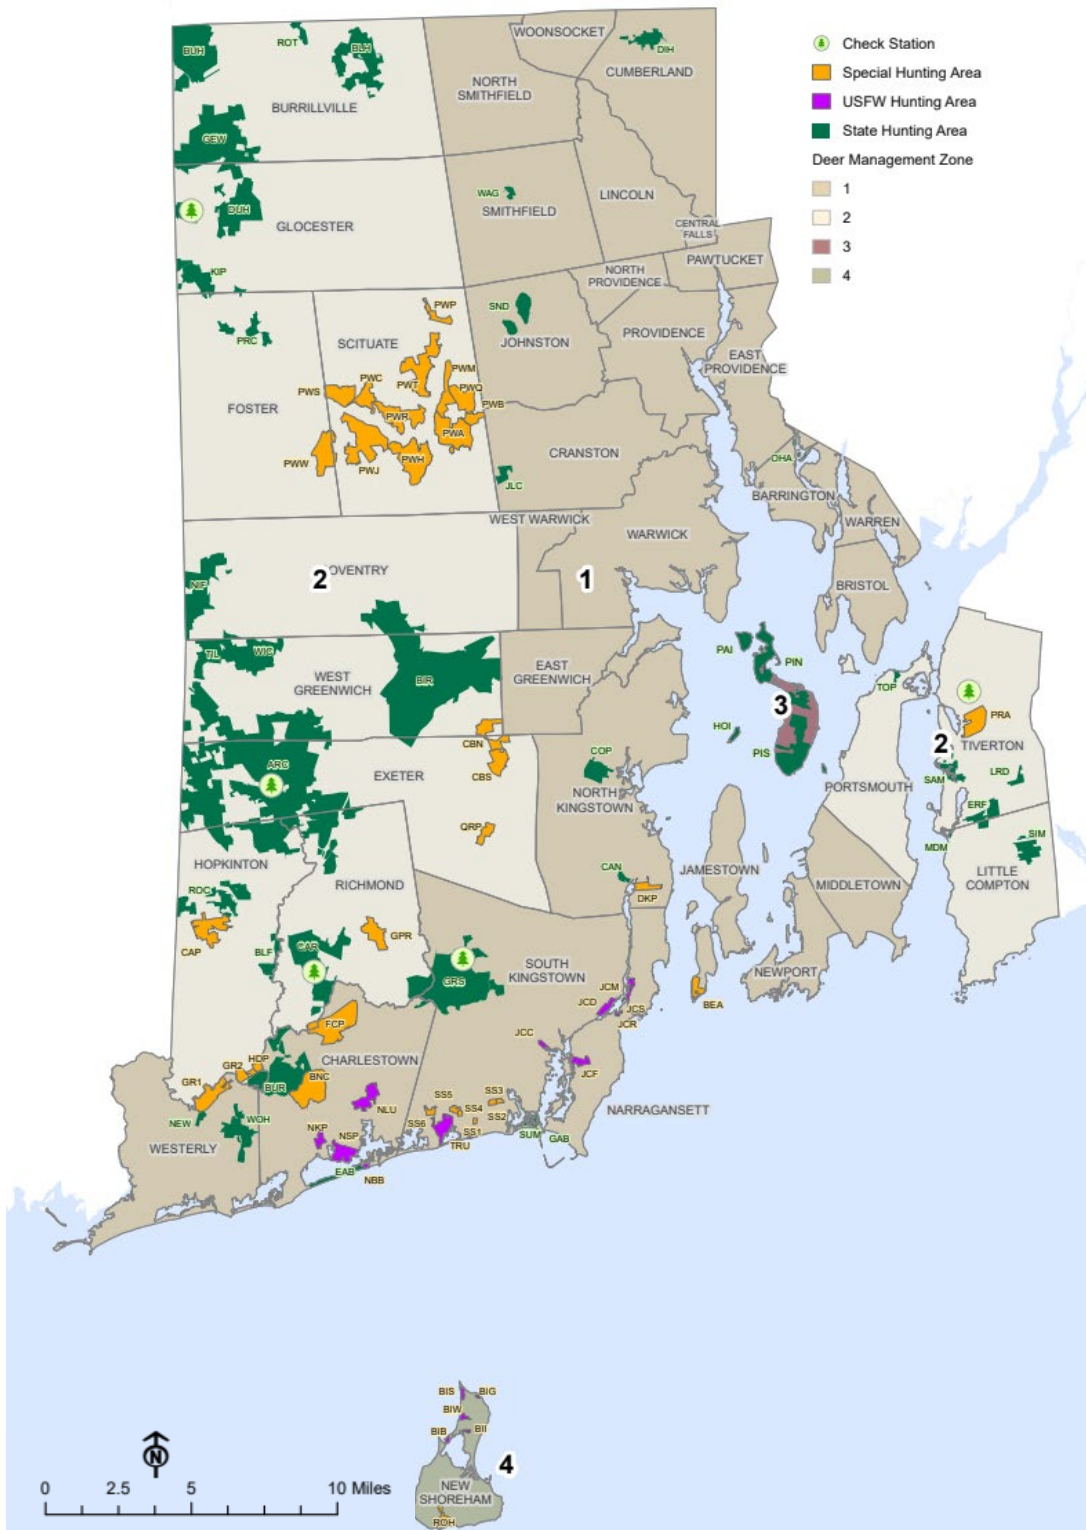 WOONSOCKET
ROT
BUH
BLH
DIH
CUMBERLAND
NORTH
SMITHFIELD
BURRILLVILLE
GEW
Check Station
Special Hunting Area
USFW Hunting Area
State Hunting Area
Deer Management Zone
1
2
3
4
WAG
SMITHFIELD
LINCOLN
DUH
GLOCESTER
CENTRAL
FALLS
PAWTUCKET
KIP
NORTH
PROVIDENCE
PWP
SND
PRC
SCITUATE
JOHNSTON
PROVIDENCE
EAST
PROVIDENCE
PWM
PWC
PWT
PWS
PWQ
PWB
FOSTER
PWR
PWA
PWW
PWJ
PWH
CRANSTON
OHA
JLC
BARRINGTON
WEST WARWICK
WARREN
WARWICK
NIF
2
OVENTRY
1
BRISTOL
TIL
WIC
WEST
GREENWICH
BIR
EAST
GREENWICH
PAI
PIN
TOP
3
HOI
PIS
PRA
2
TIVERTON
CBN
CBS
ARC
EXETER
COP
NORTH
KINGSTOWN
SAM
LRD
PORTSMOUTH
ERF
QRP
SIM
MDM
HOPKINTON
ROC
RICHMOND
CAN
DKP
JAMESTOWN
MIDDLETOWN
LITTLE
COMPTON
CAP
GPR
BLF
CAR
SOUTH
KINGSTOWN
GRS
NEWPORT
JCM
JCD
JCS
JCR
BEA
FCP
JCC
JCF
HDP
GR2
GR1
CHARLESTOWN
BUR
BNC
NLU
NEW
WOH
SS5
SS3
SS4
SS2
SS6
SS1
NARRAGANSETT
NKP
NSP
WESTERLY
TRU
SUM
GAB
EAB
NBB
BIS
BIG
BIW
BIB
BII
4
NEW
SHOREHAM
ROH
N
0 2.5 5 10 Miles